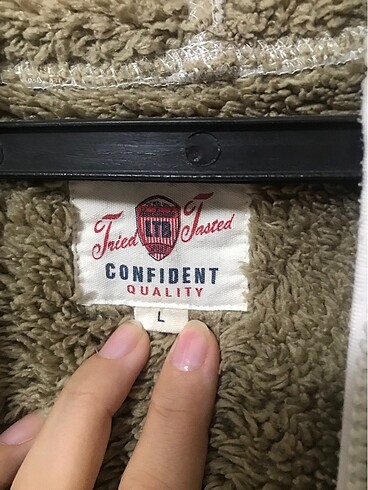 Tried LTB Tasted
CONFIDENT
QUALITY
L